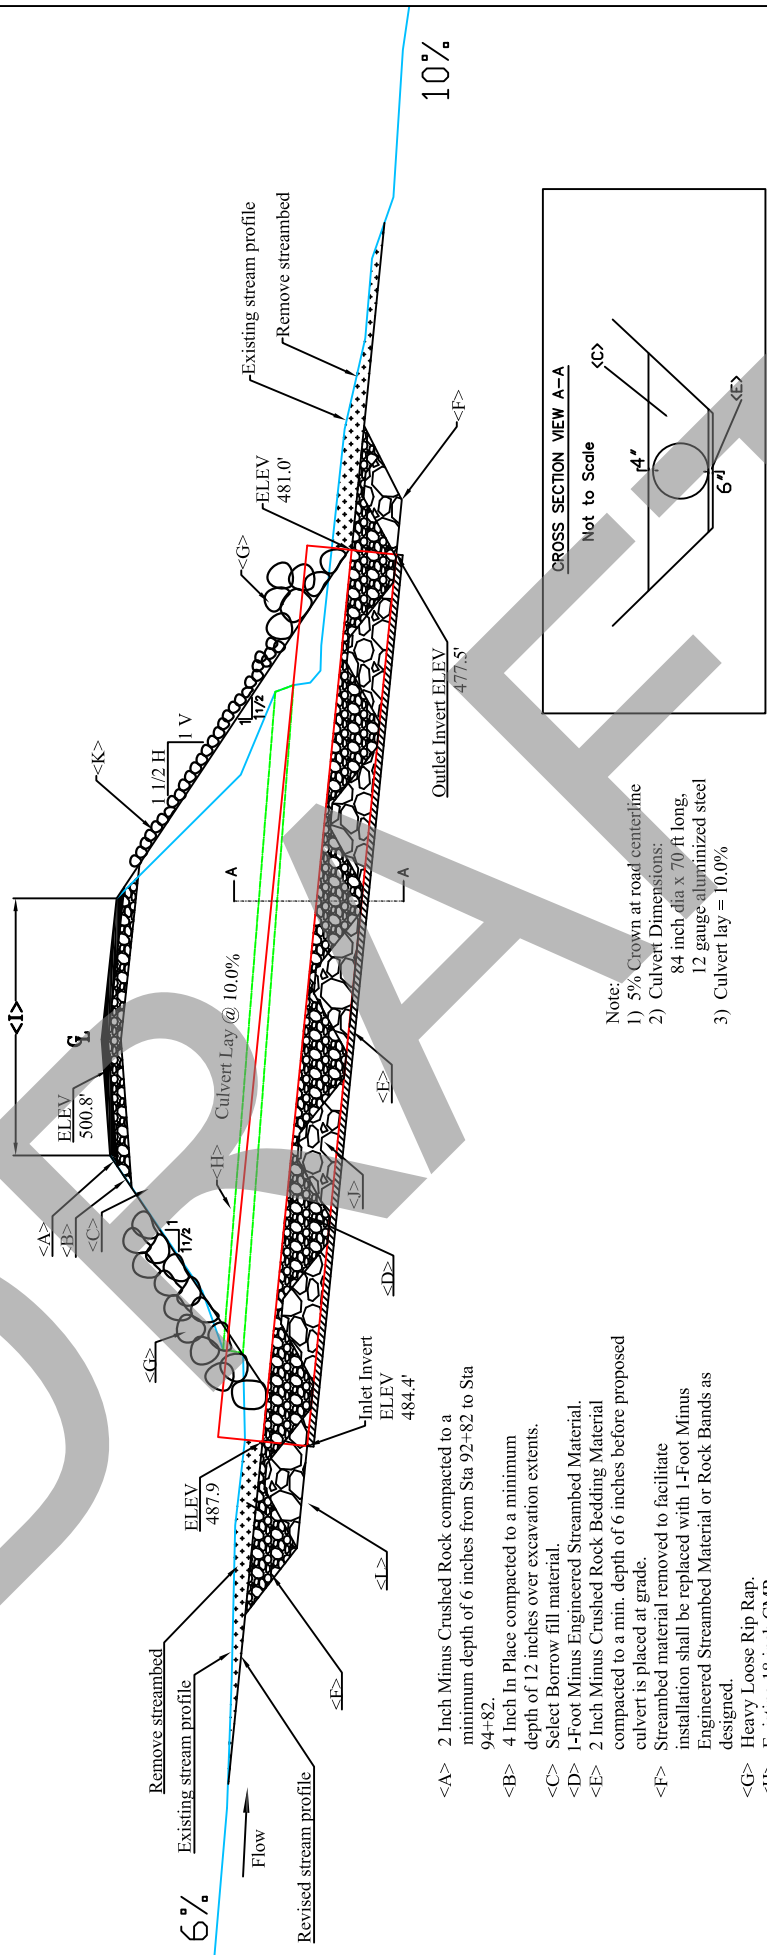 6%
Flow
Revised stream profile
Existing stream profile
Remove streambed
<F>
<L>
ELEV
487.9
Inlet Invert
ELEV
484.4'
<G>
<A>
<B>
<C>
1
1 1/2
ELEV
500.8'
<I>
<H>
Culvert Lay @ 10.0%
<D>
<J>
<E>
A
A
<K>
1 1/2 H
1 V
1
1 1/2
<G>
ELEV
481.0'
Outlet Invert ELEV
477.5'
<F>
Existing stream profile
Remove streambed
10%
<A> 2 Inch Minus Crushed Rock compacted to a
minimum depth of 6 inches from Sta 92+82 to Sta
94+82.
<B> 4 Inch In Place compacted to a minimum
depth of 12 inches over excavation extents.
<C> Select Borrow fill material.
<D> 1-Foot Minus Engineered Streambed Material.
<E> 2 Inch Minus Crushed Rock Bedding Material
compacted to a min. depth of 6 inches before proposed
culvert is placed at grade.
<F> Streambed material removed to facilitate
installation shall be replaced with 1-Foot Minus
Engineered Streambed Material or Rock Bands as
designed.
<G> Heavy Loose Rip Rap.
Note:
1) 5% Crown at road centerline
2) Culvert Dimensions:
84 inch dia x 70 ft long,
12 gauge aluminized steel
3) Culvert lay = 10.0%
CROSS SECTION VIEW A-A
Not to Scale
<C>
4"
6"
<E>
DRAFT